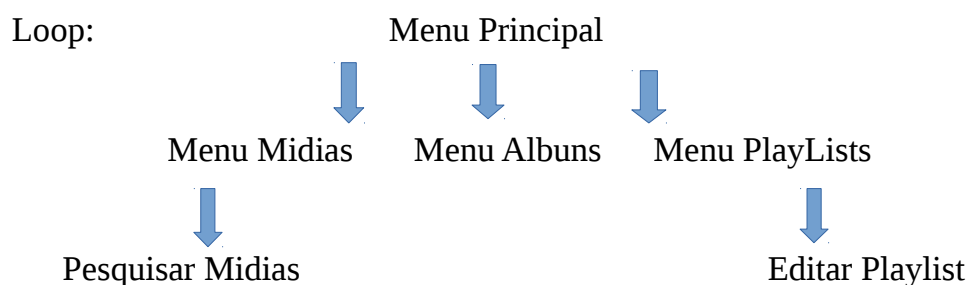 Loop: Menu Principal
Menu Midias Menu Albuns Menu PlayLists
Pesquisar Midias Editar Playlist